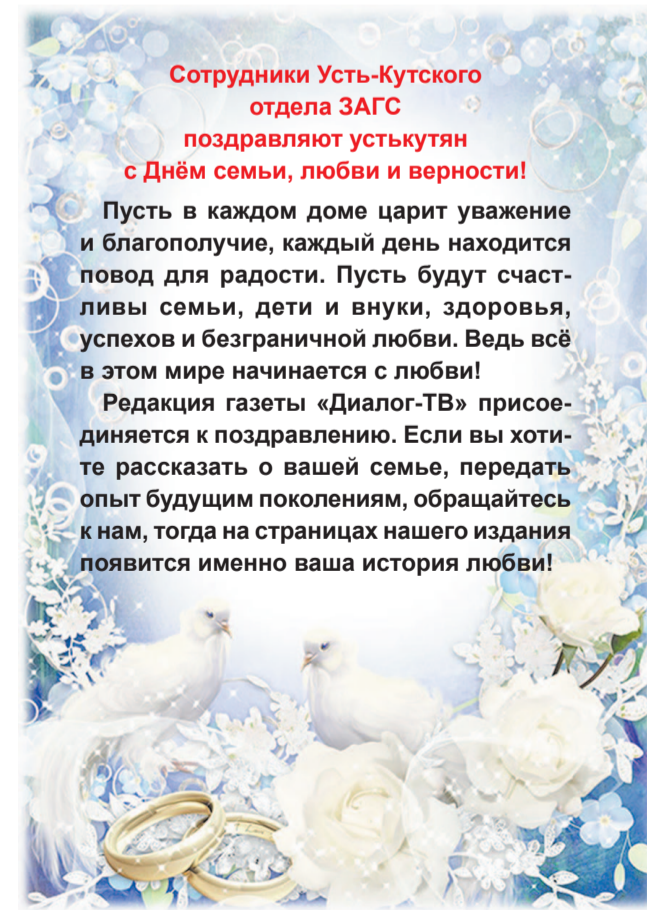 Сотрудники Усть-Кутского
отдела ЗАГС
поздравляют устькутян
с Днём семьи, любви и верности!
Пусть в каждом доме царит уважение
и благополучие, каждый день находится
повод для радости. Пусть будут счаст-
ливы семьи, дети и внуки, здоровья,
успехов и безграничной любви. Ведь всё
в этом мире начинается с любви!
Редакция газеты «Диалог-ТВ» присое-
диняется к поздравлению. Если вы хоти-
те рассказать о вашей семье, передать
опыт будущим поколениям, обращайтесь
к нам, тогда на страницах нашего издания
появится именно ваша история любви!